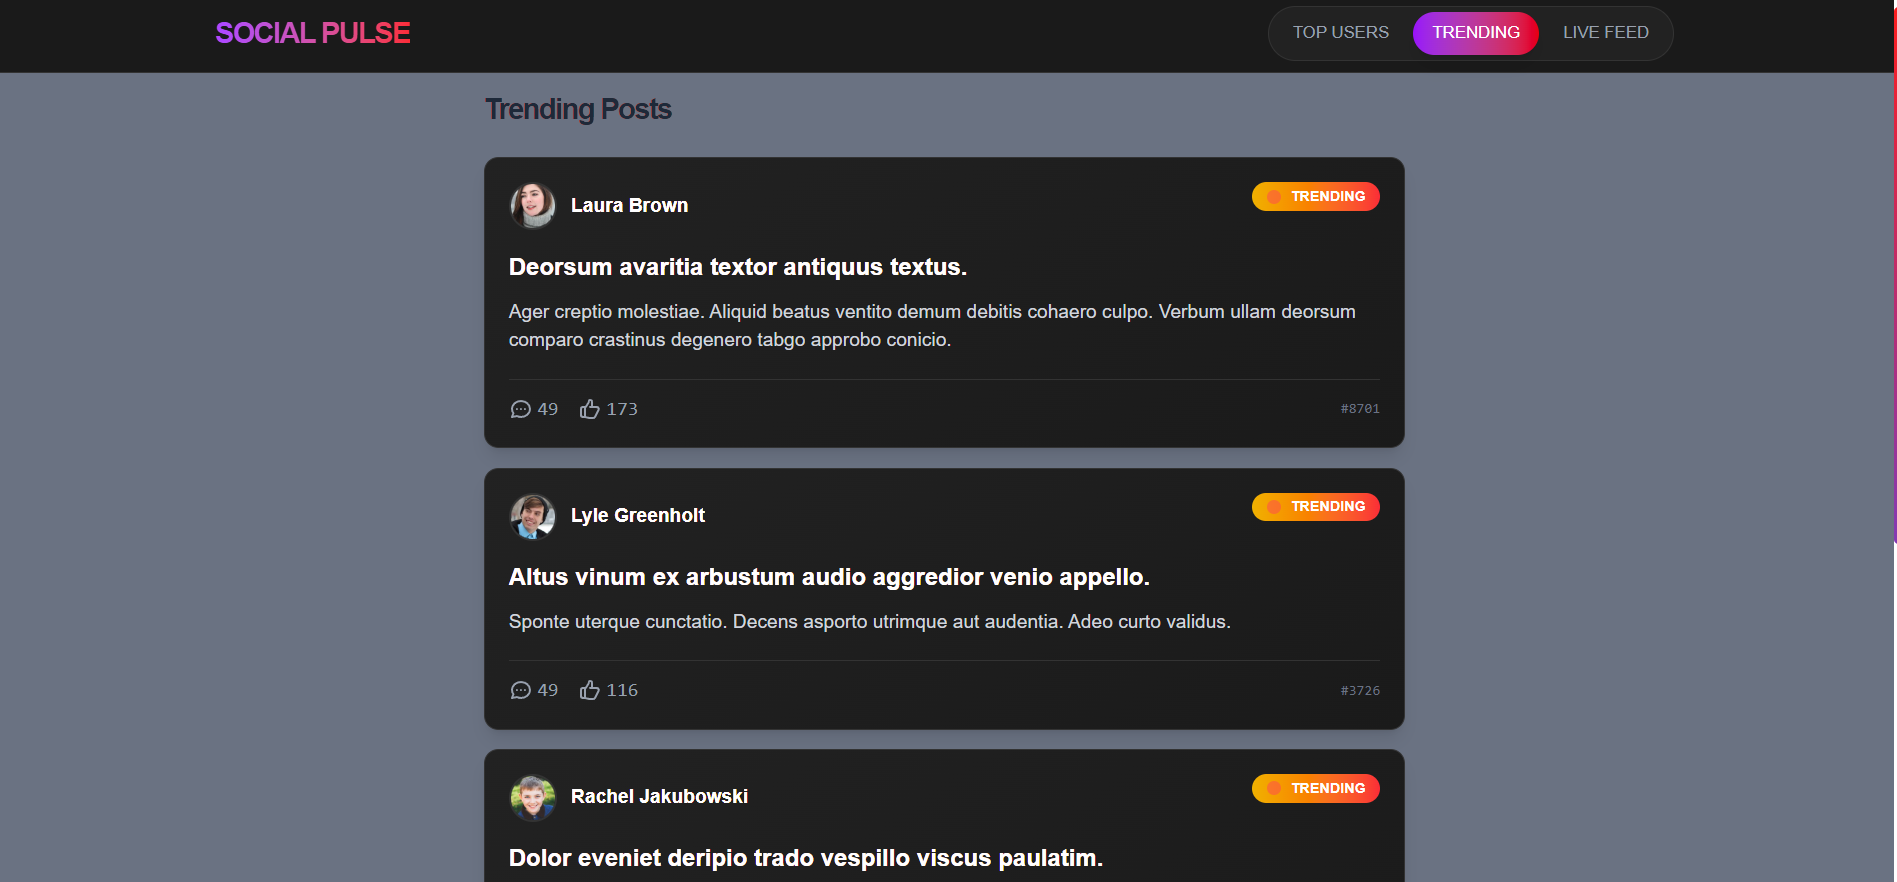 SOCIAL PULSE
TOP USERS TRENDING LIVE FEED
Trending Posts
Laura Brown
TRENDING
Deorsum avaritia textor antiquus textus.
Ager creptio molestiae. Aliquid beatus ventito demum debitis cohaero culpo. Verbum ullam deorsum
comparo crastinus degenero tabgo approbo conicio.
49 173 #8701
Lyle Greenholt
TRENDING
Altus vinum ex arbustum audio aggredior venio appello.
Sponte uterque cunctatio. Decens asporto utrimque aut audentia. Adeo curto validus.
49 116 #3726
Rachel Jakubowski
TRENDING
Dolor eveniet deripio trado vespillo viscus paulatim.